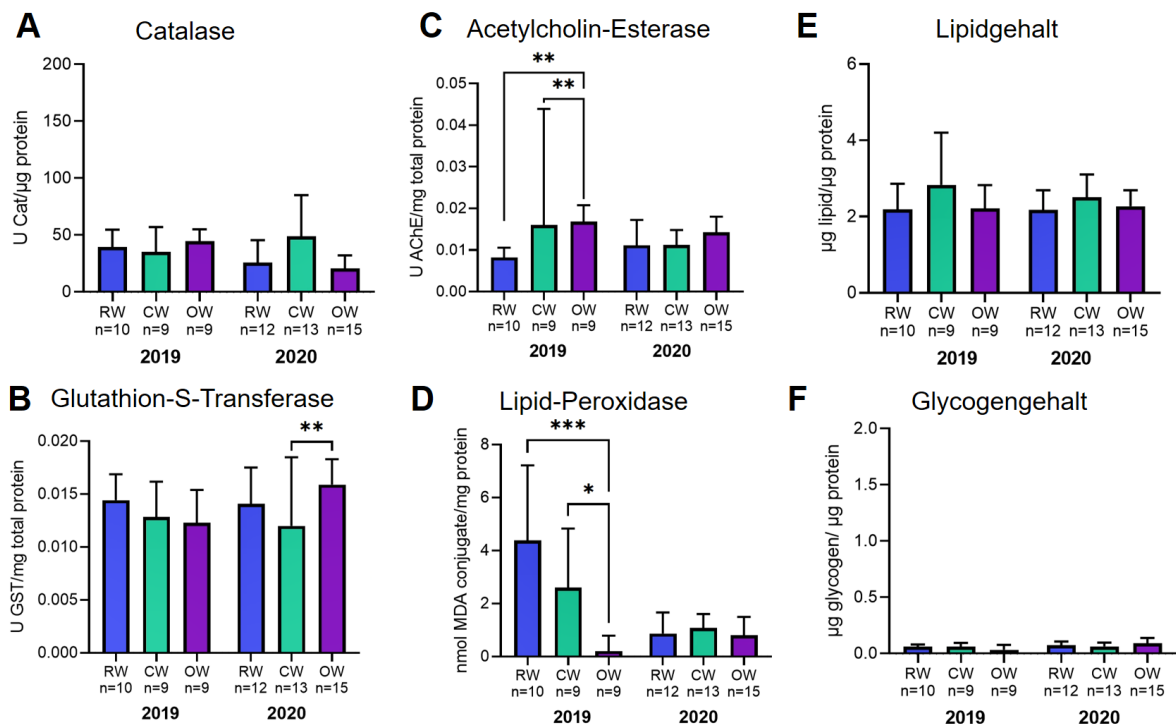 A Catalase
U Cat/µg protein
200
150
100
50
0
RW CW OW RW CW OW
n=10 n=9 n=9 n=12 n=13 n=15
2019 2020
B Glutathion-S-Transferase
U GST/mg total protein
**
0.020
0.015
0.010
0.005
0.000
RW CW OW RW CW OW
n=10 n=9 n=9 n=12 n=13 n=15
2019 2020
C Acetylcholin-Esterase
U AChE/mg total protein
**
**
0.05
0.04
0.03
0.02
0.01
0.00
RW CW OW RW CW OW
n=10 n=9 n=9 n=12 n=13 n=15
2019 2020
D Lipid-Peroxidase
nmol MDA conjugate/mg protein
***
*
8
6
4
2
0
RW CW OW RW CW OW
n=10 n=9 n=9 n=12 n=13 n=15
2019 2020
E Lipidgehalt
µg lipid/µg protein
6
4
2
0
RW CW OW RW CW OW
n=10 n=9 n=9 n=12 n=13 n=15
2019 2020
F Glycogengehalt
µg glycogen/ µg protein
2.0
1.5
1.0
0.5
0.0
RW CW OW RW CW OW
n=10 n=9 n=9 n=12 n=13 n=15
2019 2020